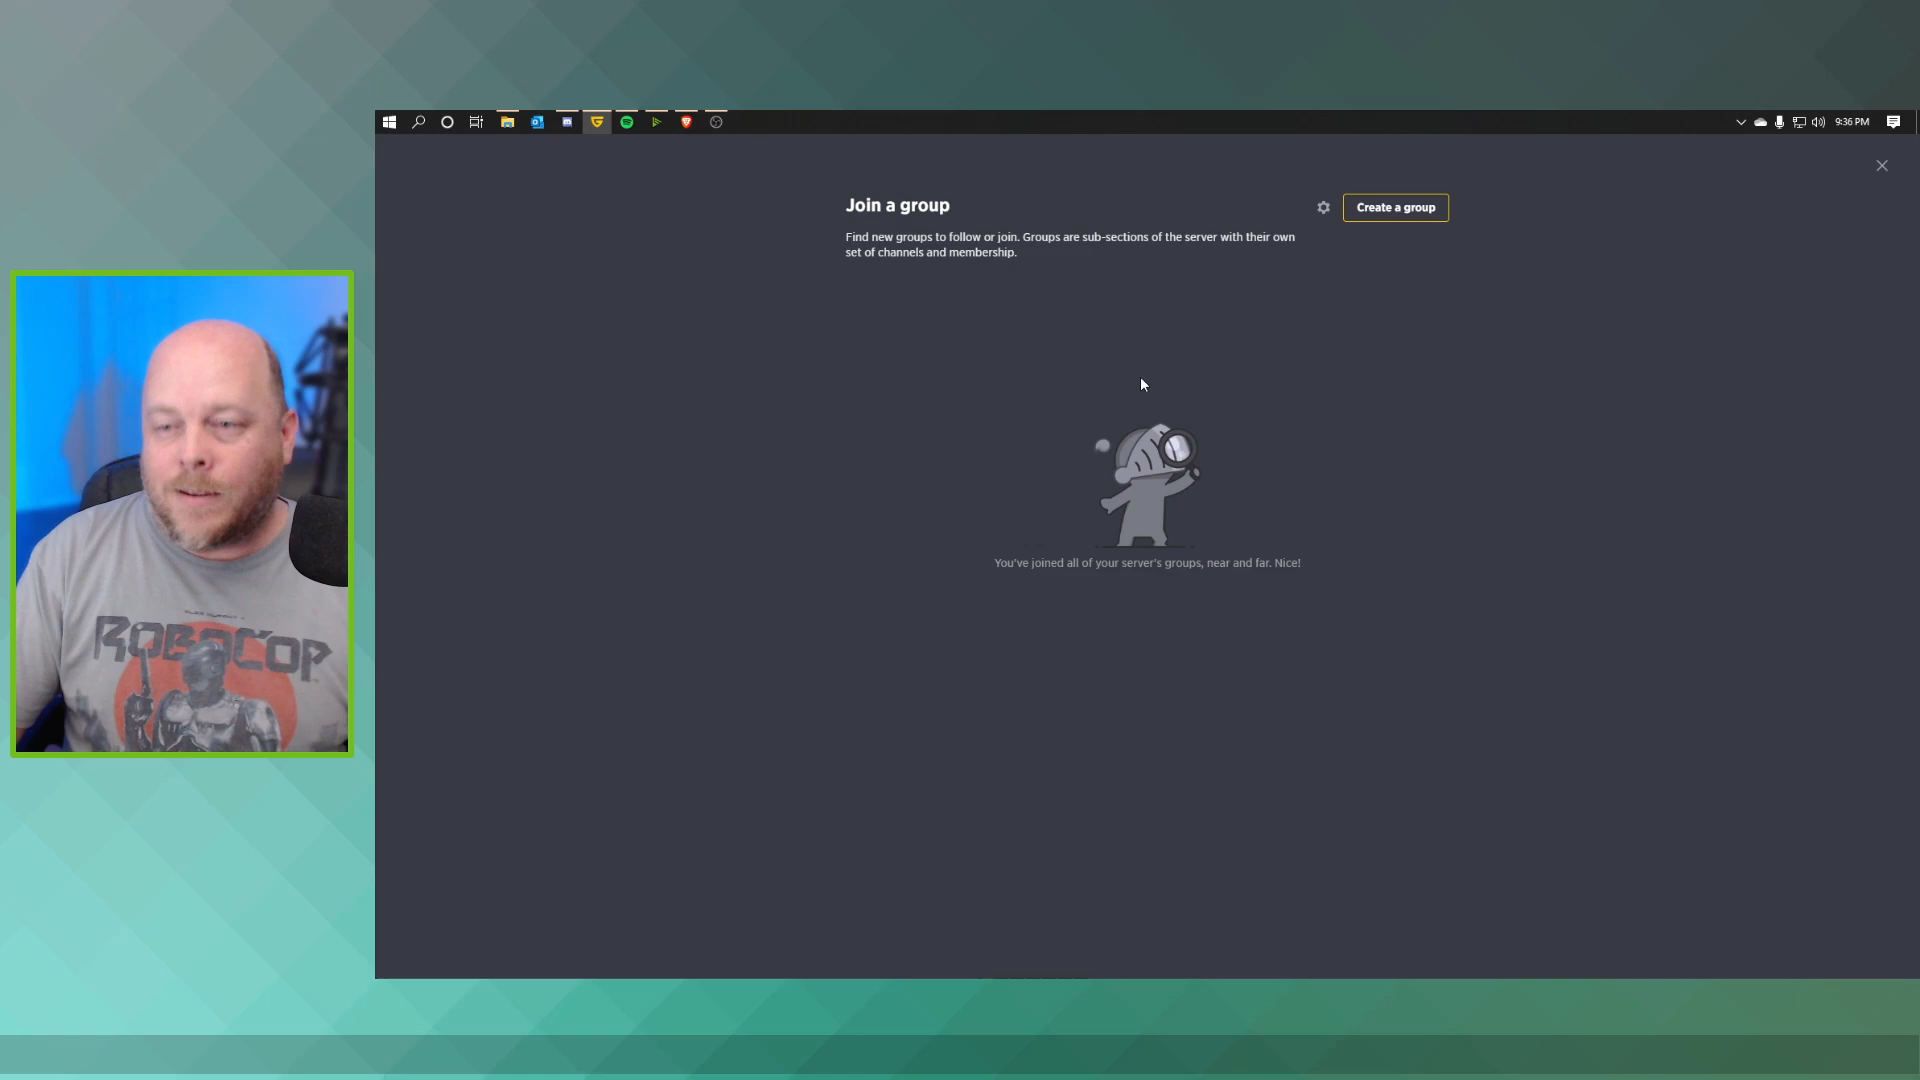 9:36 PM
Join a group
Create a group
Find new groups to follow or join. Groups are sub-sections of the server with their own
set of channels and membership.
You've joined all of your server's groups, near and far. Nice!
ROBOCOP